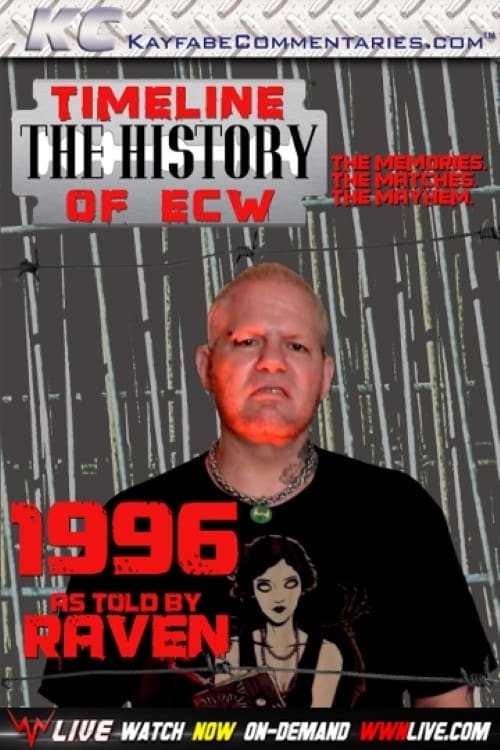 KC KAYFABECOMMENTARIES.COM™
TIMELINE
THE HISTORY
OF ECW
THE MEMORIES.
THE MATCHES.
THE MAYHEM.
1996
AS TOLD BY
RAVEN
LIVE WATCH NOW ON-DEMAND WWNLIVE.COM